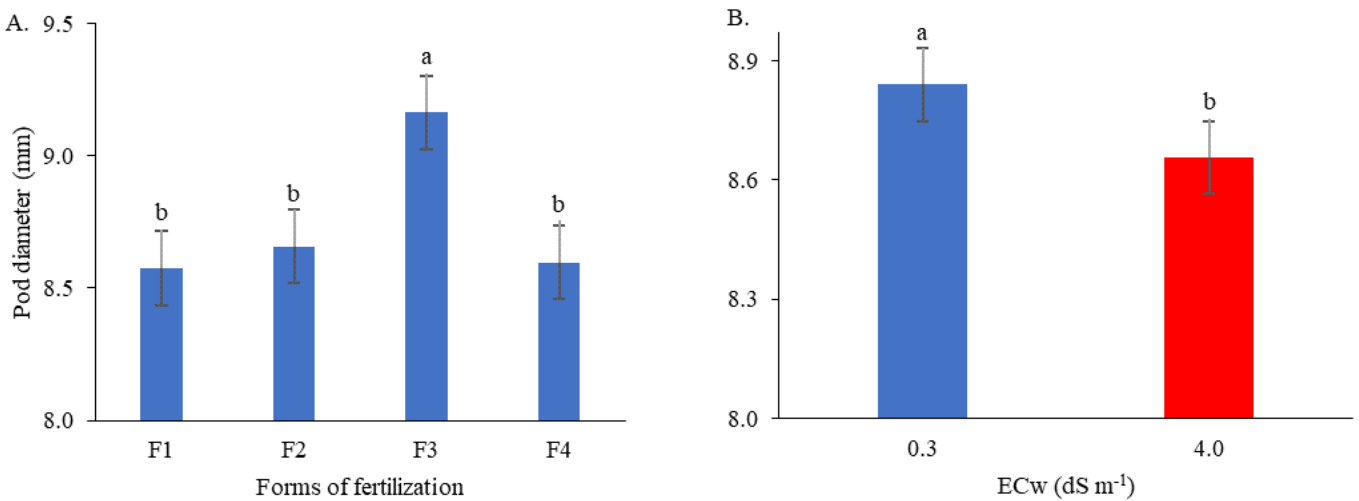 A.
Pod diameter (mm)
9.5
9.0
8.5
8.0
b
b
a
b
F1 F2 F3 F4
Forms of fertilization
B.
8.9
8.6
8.3
8.0
a
b
0.3 4.0
ECw (dS m⁻¹)